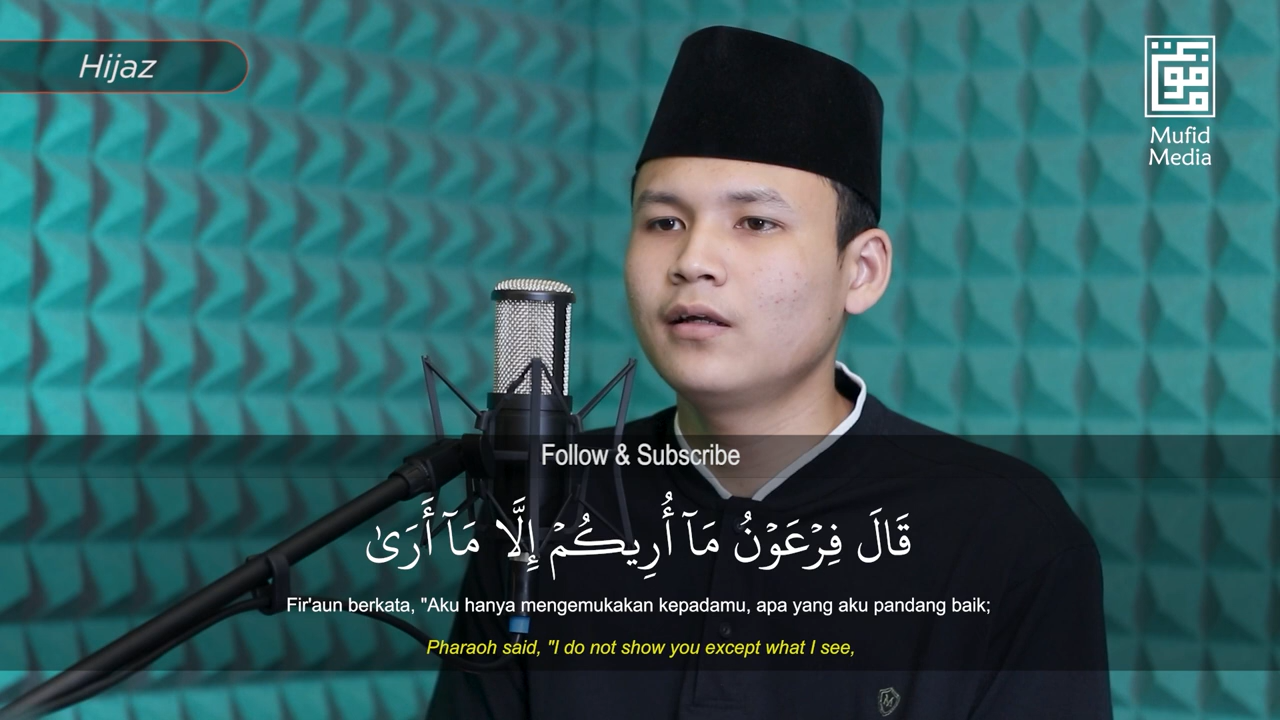 Hijaz
Mufid
Media
Follow & Subscribe
قَالَ فِرْعَوْنُ مَآ أُرِيكُمْ إِلَّا مَآ أَرَىٰ
Fir'aun berkata, "Aku hanya mengemukakan kepadamu, apa yang aku pandang baik;
Pharaoh said, "I do not show you except what I see,